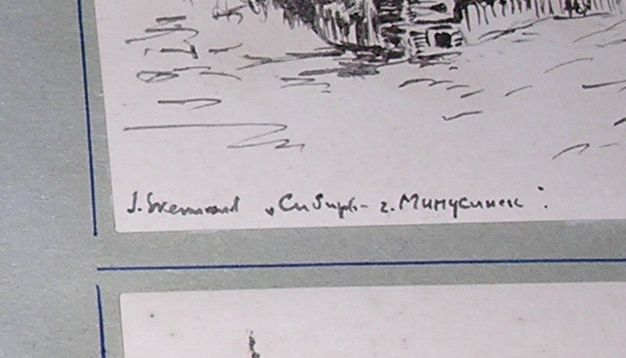 „Сибирь - г. Минусинск".